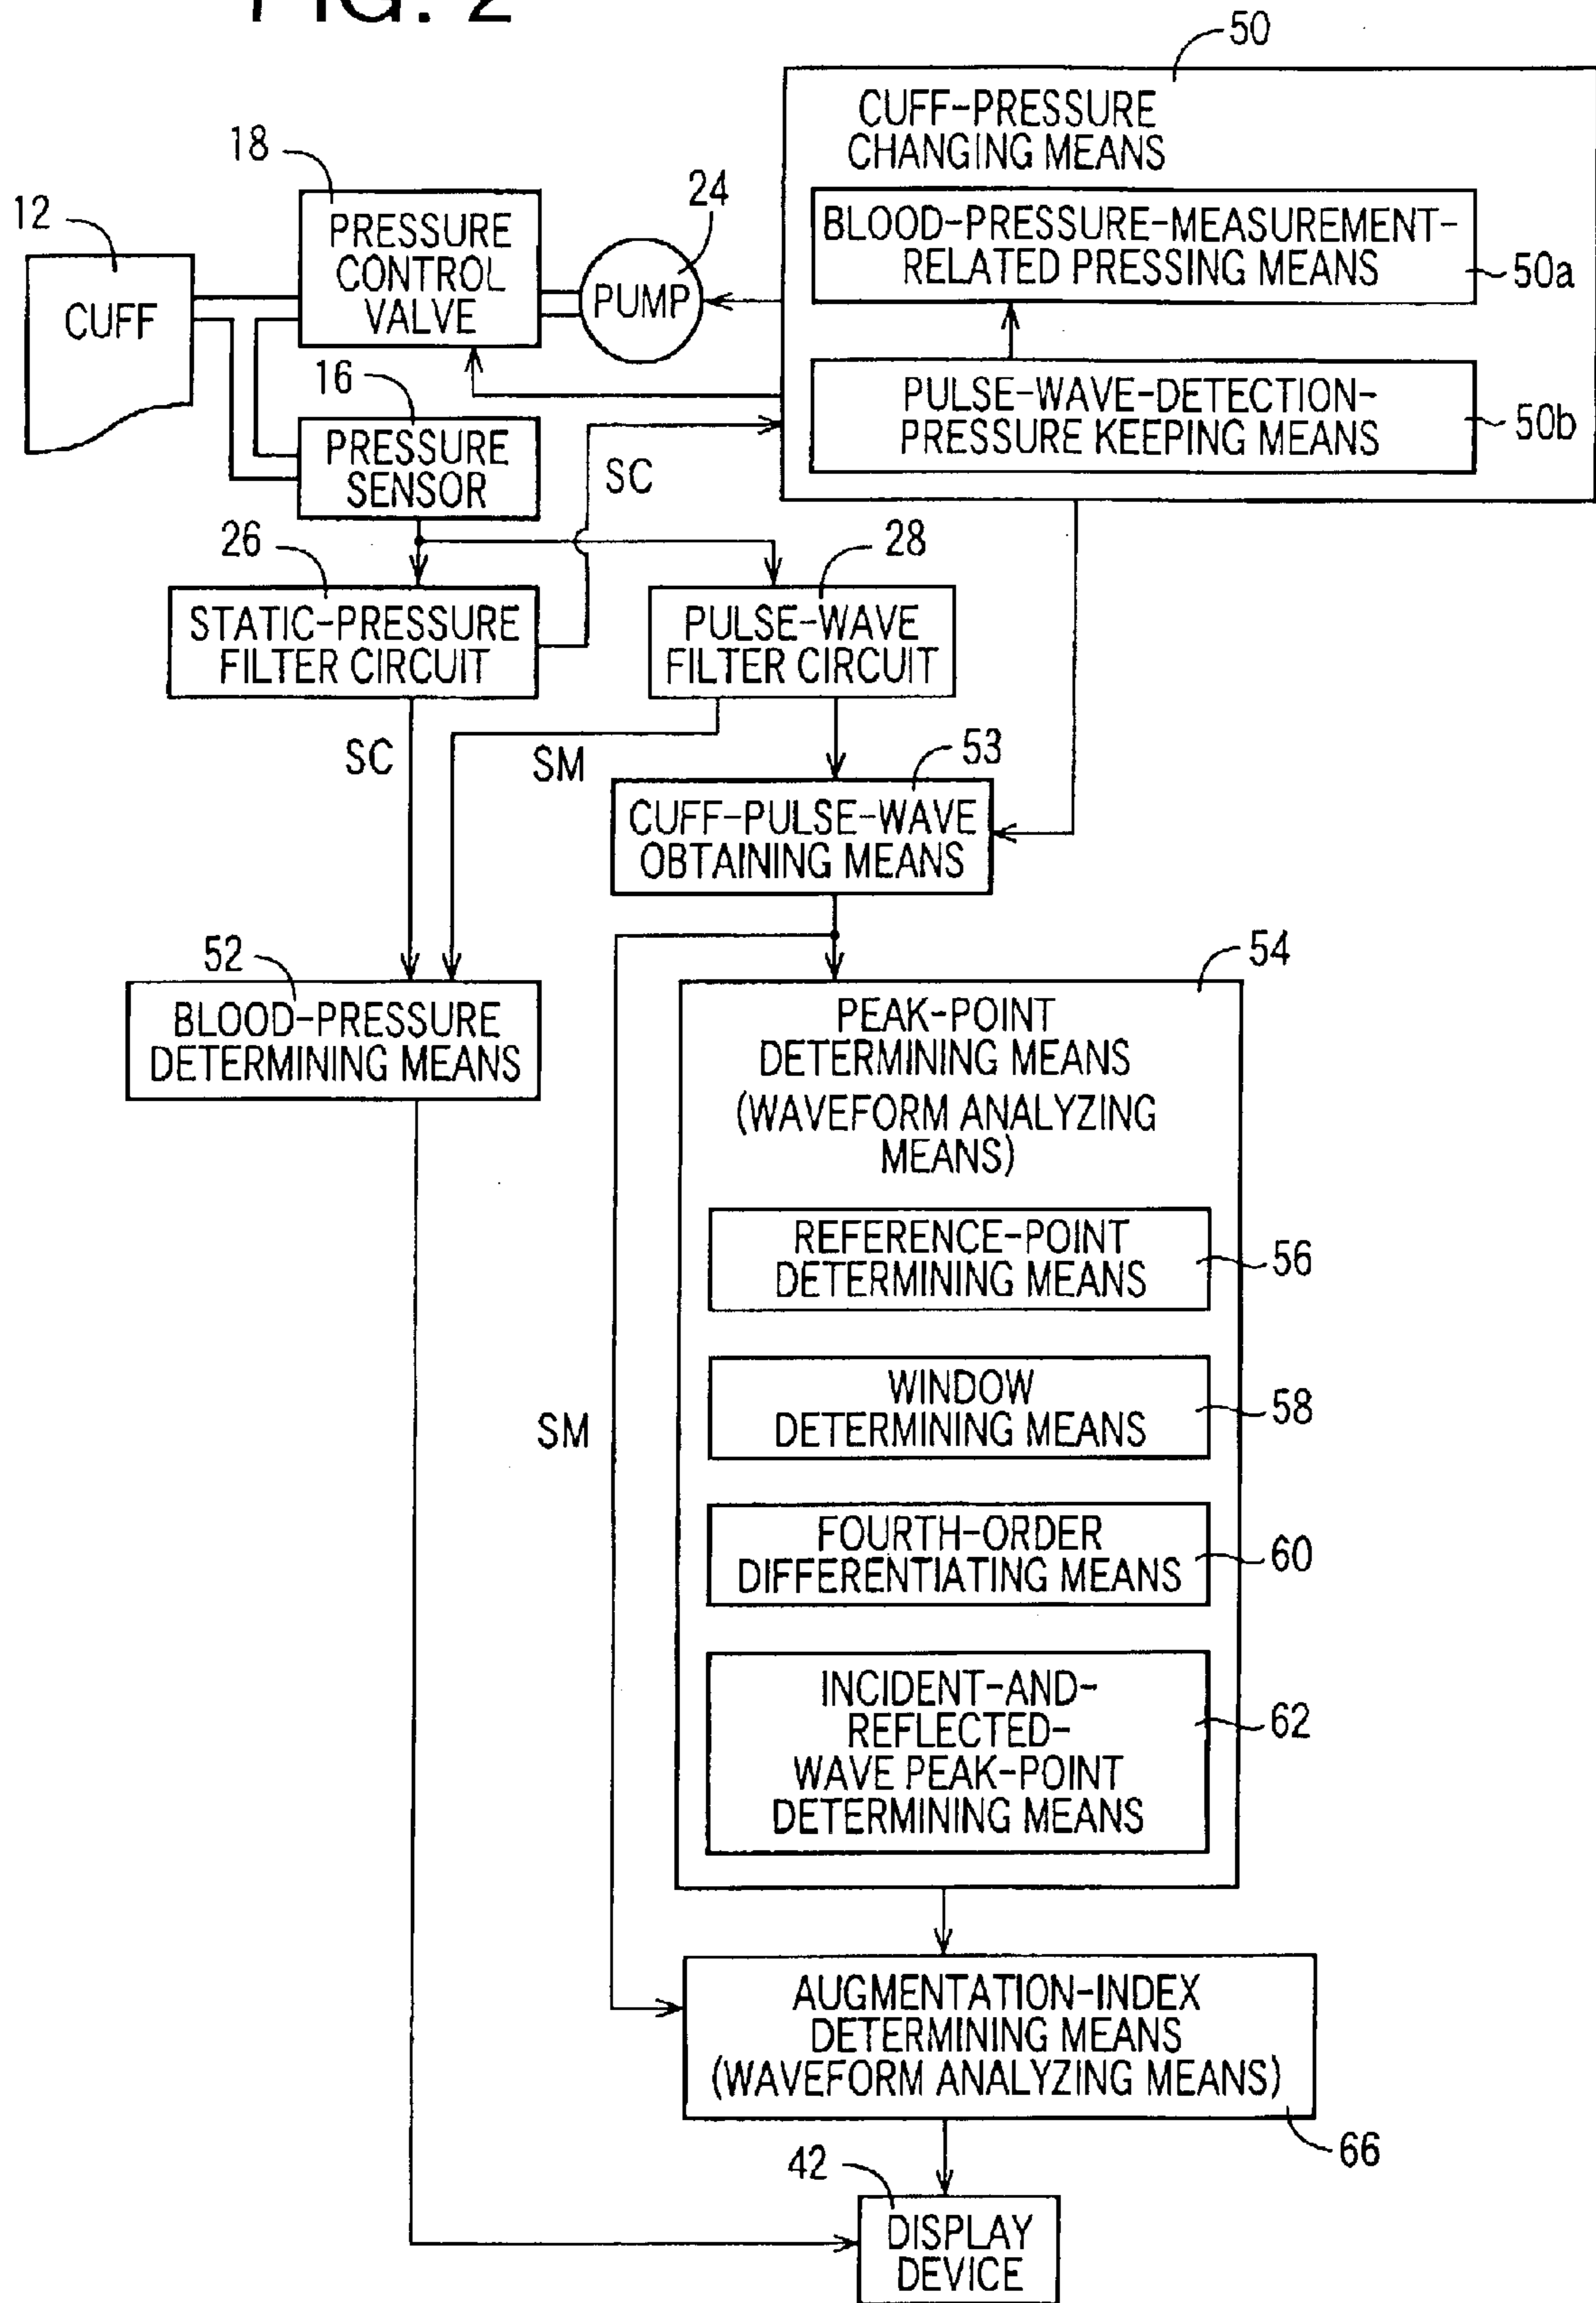 FIG. 2
50
CUFF-PRESSURE
CHANGING MEANS
18
24
12
PRESSURE
CONTROL
VALVE
BLOOD-PRESSURE-MEASUREMENT-
RELATED PRESSING MEANS
50a
CUFF
PUMP
16
PULSE-WAVE-DETECTION-
PRESSURE KEEPING MEANS
50b
PRESSURE
SENSOR
SC
26
28
STATIC-PRESSURE
FILTER CIRCUIT
PULSE-WAVE
FILTER CIRCUIT
SC
SM
53
CUFF-PULSE-WAVE
OBTAINING MEANS
52
54
BLOOD-PRESSURE
DETERMINING MEANS
PEAK-POINT
DETERMINING MEANS
(WAVEFORM ANALYZING
MEANS)
REFERENCE-POINT
DETERMINING MEANS
56
WINDOW
DETERMINING MEANS
58
SM
FOURTH-ORDER
DIFFERENTIATING MEANS
60
INCIDENT-AND-
REFLECTED-
WAVE PEAK-POINT
DETERMINING MEANS
62
AUGMENTATION-INDEX
DETERMINING MEANS
(WAVEFORM ANALYZING MEANS)
66
42
DISPLAY
DEVICE